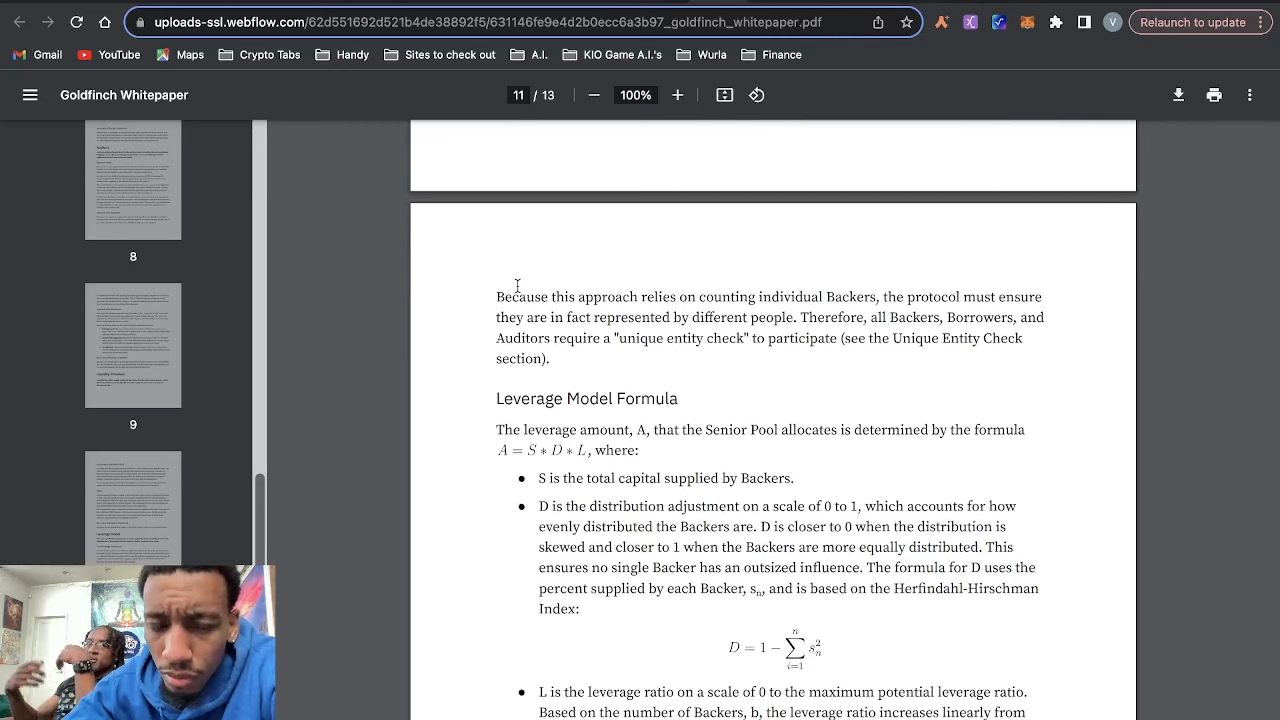 uploads-ssl.webflow.com/62d551692d521b4de38892f5/631146fe9e4d2b0ecc6a3b97_goldfinch_whitepaper.pdf
V
Relaunch to update
Gmail
YouTube
Maps
Crypto Tabs
Handy
Sites to check out
A.I.
KIO Game A.I.'s
Wurla
Finance
Goldfinch Whitepaper
11 / 13
100%
8
9
Because this approach relies on counting individual Backers, the protocol must ensure
they are in fact represented by different people. Therefore, all Backers, Borrowers, and
Auditors require a "unique entity check" to participate (see the Unique Entity Check
section).
Leverage Model Formula
The leverage amount, A, that the Senior Pool allocates is determined by the formula
A = S ∗ D ∗ L, where:
● S is the total capital supplied by Backers.
● D is the distribution adjustment on a scale of 0 to 1, which accounts for how
evenly distributed the Backers are. D is closer to 0 when the distribution is
skewed and closer to 1 when the Backers are more equally distributed. This
ensures no single Backer has an outsized influence. The formula for D uses the
percent supplied by each Backer, sₙ, and is based on the Herfindahl-Hirschman
Index:
D = 1 − ∑ⁿᵢ₌₁ sₙ²
● L is the leverage ratio on a scale of 0 to the maximum potential leverage ratio.
Based on the number of Backers, b, the leverage ratio increases linearly from